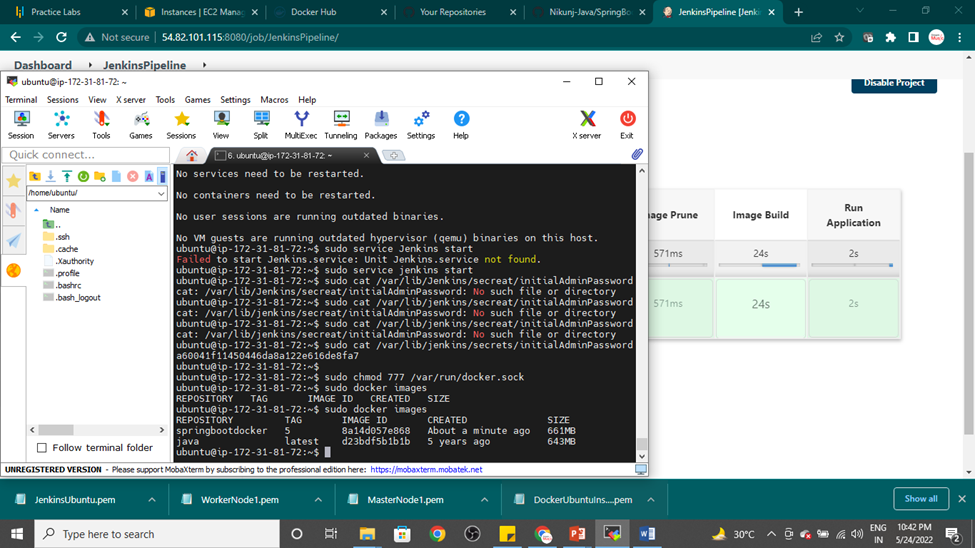 Practice Labs
Instances | EC2 Mana
Docker Hub
Your Repositories
Nikunj-Java/SpringBo
JenkinsPipeline [Jenki
Not secure | 54.82.101.115:8080/job/JenkinsPipeline/
Dashboard
JenkinsPipeline
Disable Project
ubuntu@ip-172-31-81-72: ~
Terminal Sessions View X server Tools Games Settings Macros Help
Session Servers Tools Games Sessions View Split MultiExec Tunneling Packages Settings Help X server Exit
Quick connect...
6. ubuntu@ip-172-31-81-72: ~
/home/ubuntu/
Name
..
.ssh
.cache
.Xauthority
.profile
.bashrc
.bash_logout
Follow terminal folder
No services need to be restarted.
No containers need to be restarted.
No user sessions are running outdated binaries.
No VM guests are running outdated hypervisor (qemu) binaries on this host.
ubuntu@ip-172-31-81-72:~$ sudo service Jenkins start
Failed to start Jenkins.service: Unit Jenkins.service not found.
ubuntu@ip-172-31-81-72:~$ sudo service jenkins start
ubuntu@ip-172-31-81-72:~$ sudo cat /var/lib/Jenkins/secreat/initialAdminPassword
cat: /var/lib/Jenkins/secreat/initialAdminPassword: No such file or directory
ubuntu@ip-172-31-81-72:~$ sudo cat /var/lib/jenkins/secreat/initialAdminPassword
cat: /var/lib/jenkins/secreat/initialAdminPassword: No such file or directory
ubuntu@ip-172-31-81-72:~$ sudo cat /var/lib/jenkins/secreat/initialAdminPassword
cat: /var/lib/jenkins/secreat/initialAdminPassword: No such file or directory
ubuntu@ip-172-31-81-72:~$ sudo cat /var/lib/jenkins/secrets/initialAdminPassword
a60041f11450446da8a122e616de8fa7
ubuntu@ip-172-31-81-72:~$
ubuntu@ip-172-31-81-72:~$ sudo chmod 777 /var/run/docker.sock
ubuntu@ip-172-31-81-72:~$ sudo docker images
REPOSITORY TAG IMAGE ID CREATED SIZE
ubuntu@ip-172-31-81-72:~$ sudo docker images
REPOSITORY TAG IMAGE ID CREATED SIZE
springbootdocker 5 8a14d057e868 About a minute ago 661MB
java latest d23bdf5b1b1b 5 years ago 643MB
ubuntu@ip-172-31-81-72:~$
mage Prune Image Build Run
Application
571ms 24s 2s
571ms 24s 2s
UNREGISTERED VERSION - Please support MobaXterm by subscribing to the professional edition here: https://mobaxterm.mobatek.net
JenkinsUbuntu.pem
WorkerNode1.pem
MasterNode1.pem
DockerUbuntuIns....pem
Show all
Type here to search
30°C
ENG
IN
10:42 PM
5/24/2022
2